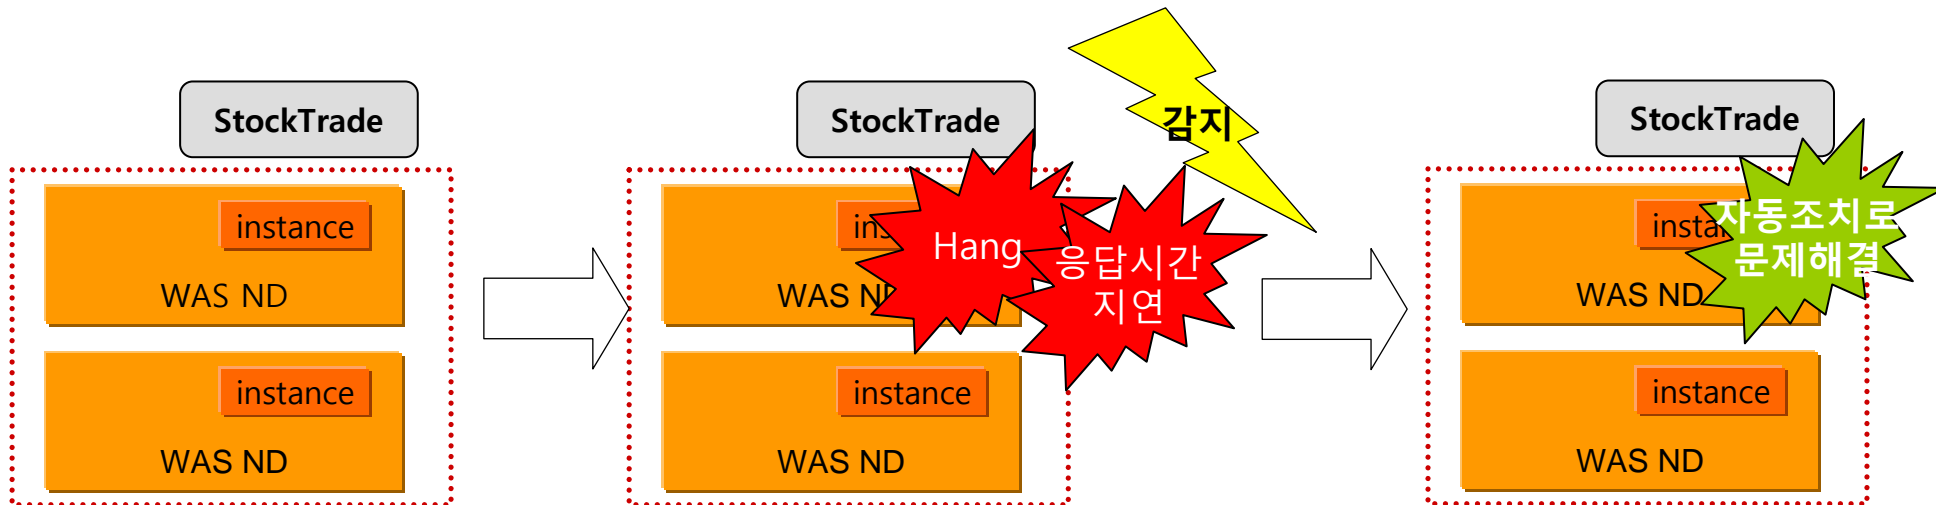 StockTrade
instance
WAS ND
instance
WAS ND
StockTrade
감지
Hang
응답시간
지연
WAS ND
instance
WAS ND
StockTrade
자동조치로
문제해결
WAS ND
instance
WAS ND